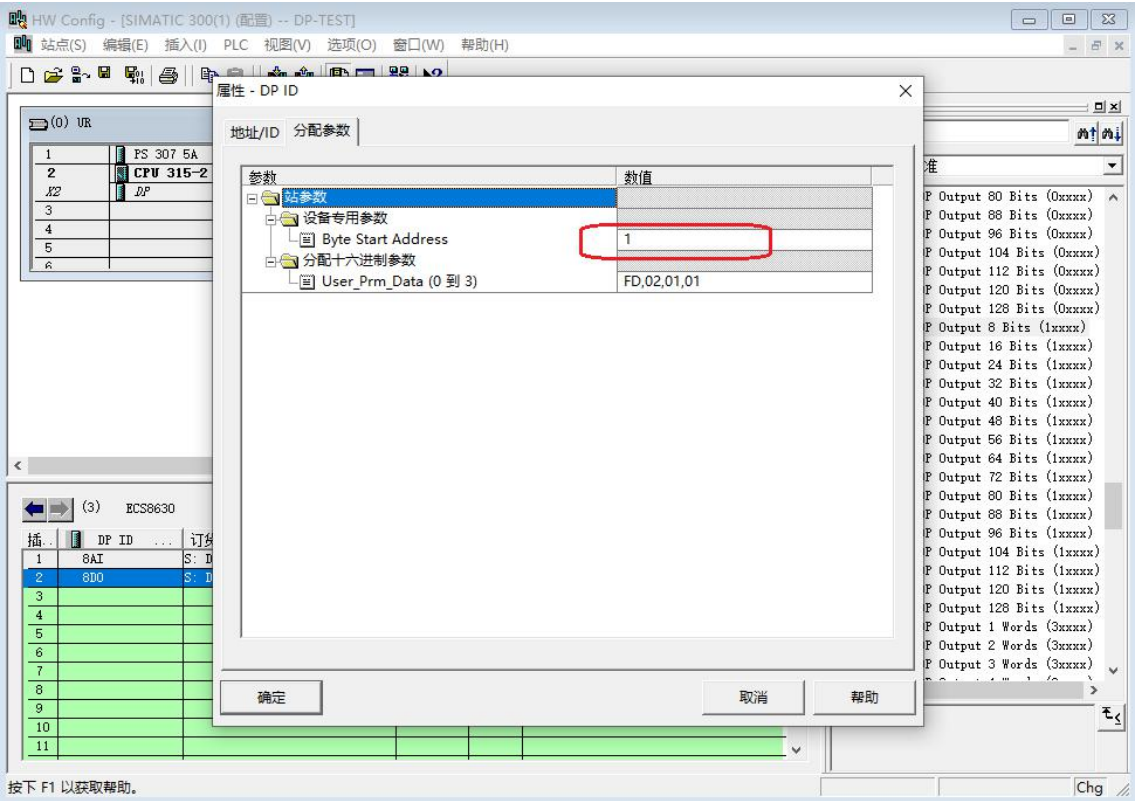 HW Config - [SIMATIC 300(1) (配置) -- DP-TEST]
站点(S) 编辑(E) 插入(I) PLC 视图(V) 选项(O) 窗口(W) 帮助(H)
属性 - DP ID
地址/ID 分配参数
参数 数值
站参数
设备专用参数
Byte Start Address 1
分配十六进制参数
User_Prm_Data (0 到 3) FD,02,01,01
确定 取消 帮助
(0) UR
1 PS 307 5A
2 CPU 315-2
X2 DP
3
4
5
6
(3) ECS8630
插.. DP ID ...
1 8AI S: D
2 8DO S: D
3
4
5
6
7
8
9
10
11
准
P Output 80 Bits (0xxxx)
P Output 88 Bits (0xxxx)
P Output 96 Bits (0xxxx)
P Output 104 Bits (0xxxx)
P Output 112 Bits (0xxxx)
P Output 120 Bits (0xxxx)
P Output 128 Bits (0xxxx)
P Output 8 Bits (1xxxx)
P Output 16 Bits (1xxxx)
P Output 24 Bits (1xxxx)
P Output 32 Bits (1xxxx)
P Output 40 Bits (1xxxx)
P Output 48 Bits (1xxxx)
P Output 56 Bits (1xxxx)
P Output 64 Bits (1xxxx)
P Output 72 Bits (1xxxx)
P Output 80 Bits (1xxxx)
P Output 88 Bits (1xxxx)
P Output 96 Bits (1xxxx)
P Output 104 Bits (1xxxx)
P Output 112 Bits (1xxxx)
P Output 120 Bits (1xxxx)
P Output 128 Bits (1xxxx)
P Output 1 Words (3xxxx)
P Output 2 Words (3xxxx)
P Output 3 Words (3xxxx)
按下 F1 以获取帮助。
Chg